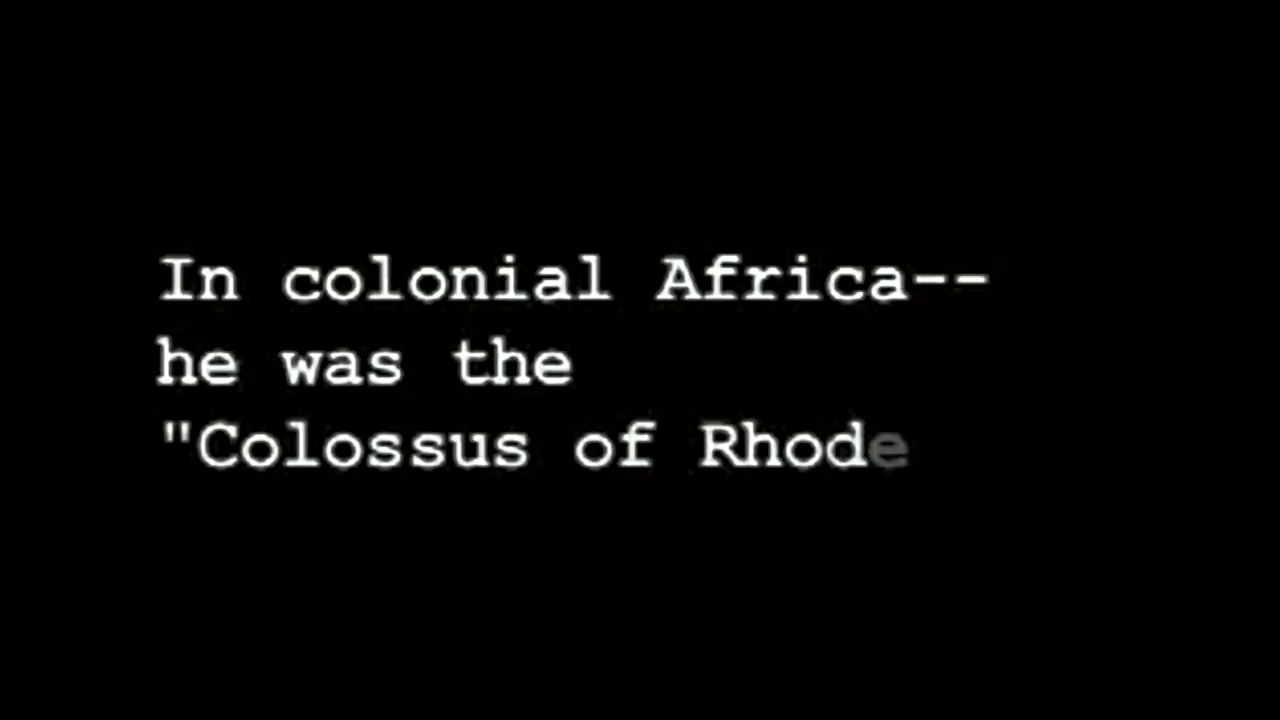 In colonial Africa--
he was the
"Colossus of Rhode